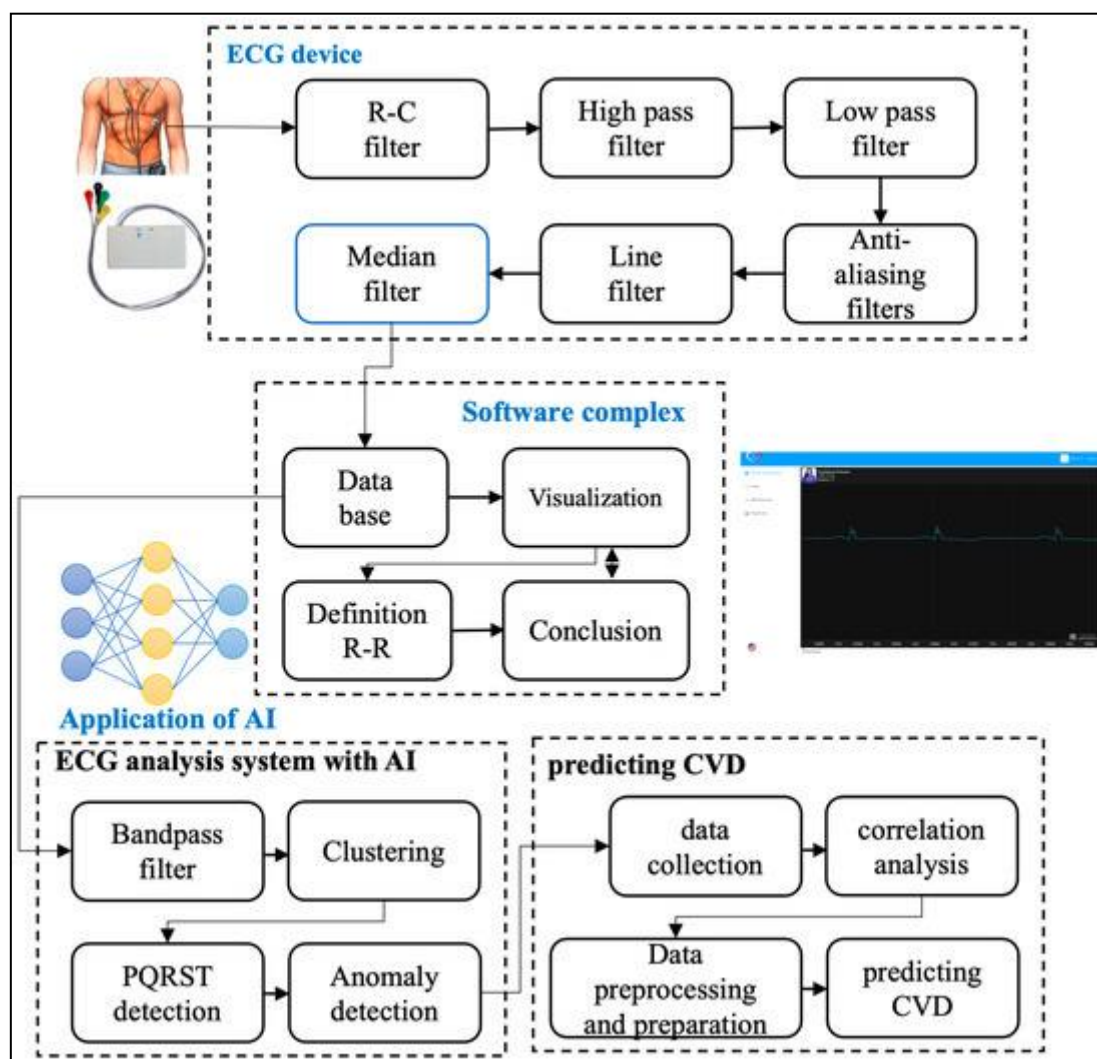 ECG device
R-C
filter
High pass
filter
Low pass
filter
Median
filter
Line
filter
Anti-
aliasing
filters
Software complex
Data
base
Visualization
Definition
R-R
Conclusion
Application of AI
ECG analysis system with AI
Bandpass
filter
Clustering
PQRST
detection
Anomaly
detection
predicting CVD
data
collection
correlation
analysis
Data
preprocessing
and preparation
predicting
CVD